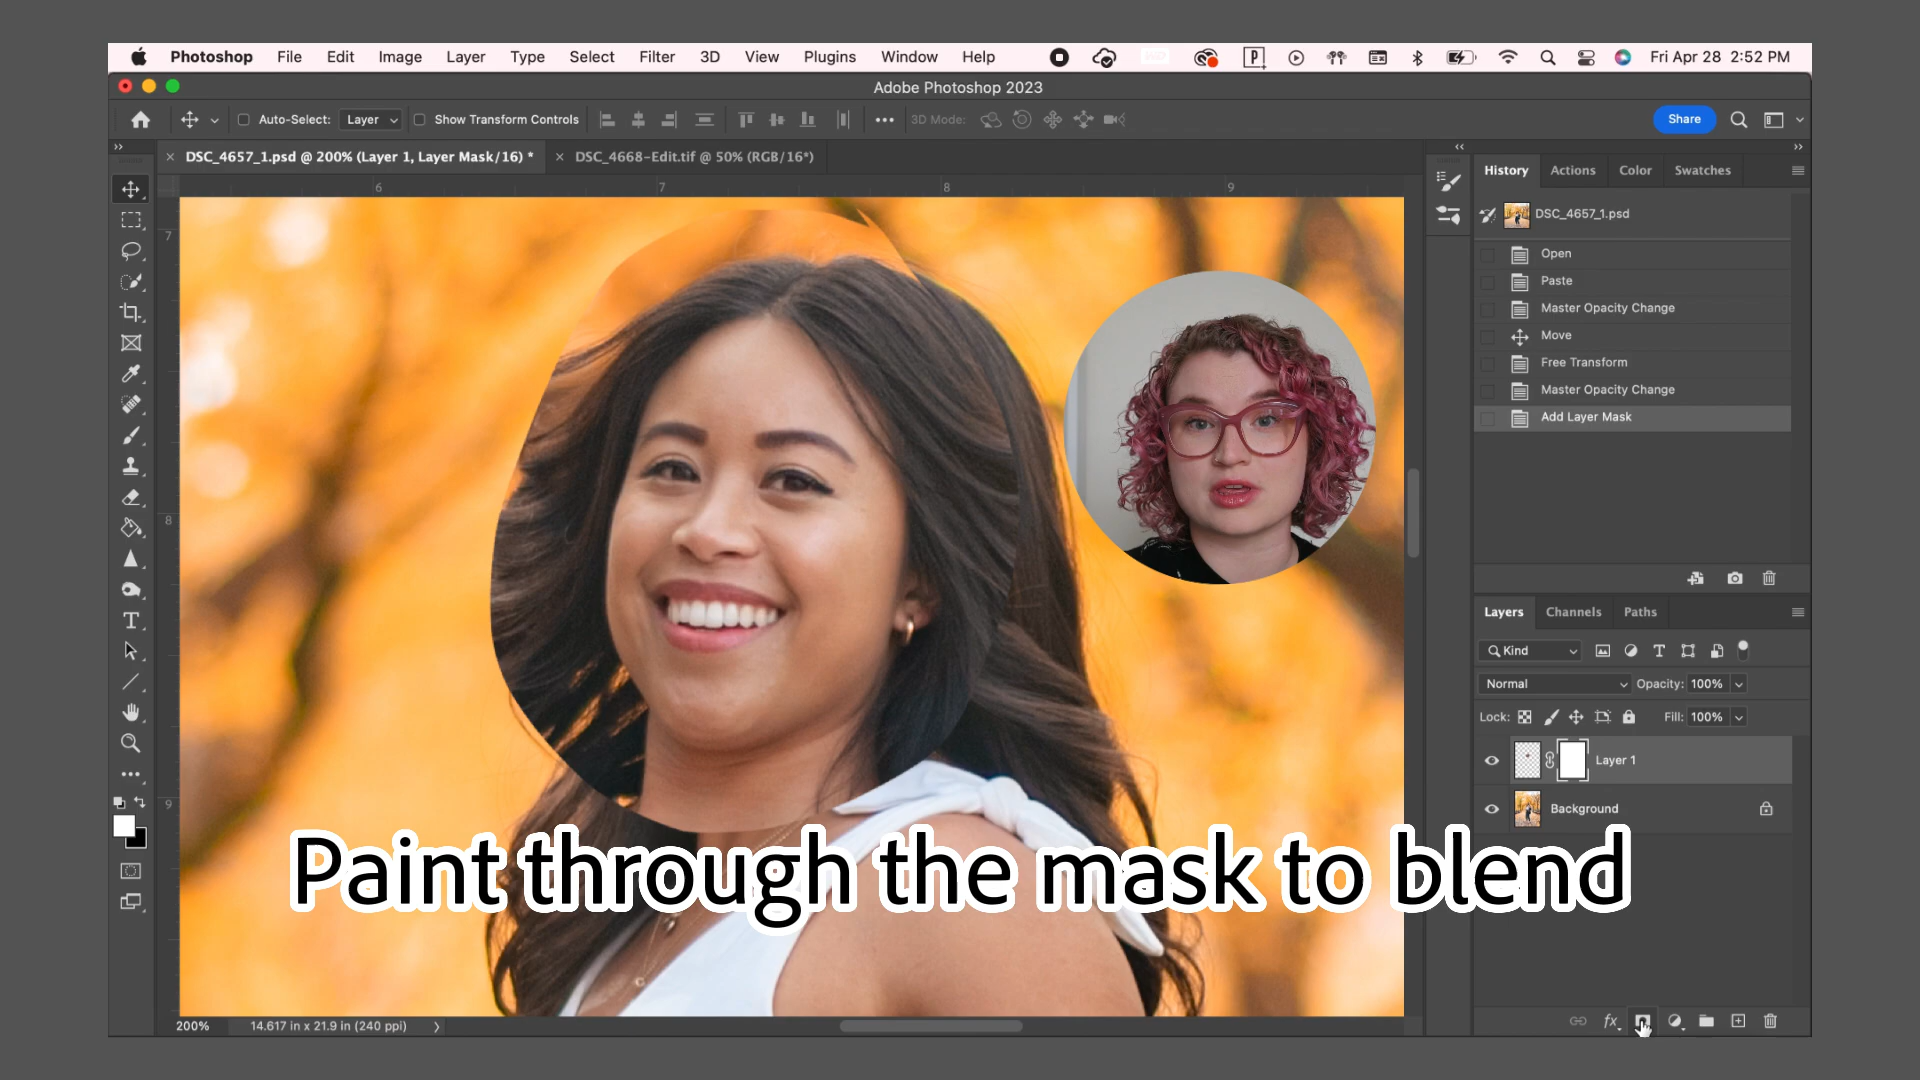 Photoshop File Edit Image Layer Type Select Filter 3D View Plugins Window Help Fri Apr 28 2:52 PM
Adobe Photoshop 2023
Auto-Select: Layer Show Transform Controls 3D Mode: Share
DSC_4657_1.psd @ 200% (Layer 1, Layer Mask/16) * DSC_4668-Edit.tif @ 50% (RGB/16*)
6 7 8 9
7
8
9
History Actions Color Swatches
DSC_4657_1.psd
Open
Paste
Master Opacity Change
Move
Free Transform
Master Opacity Change
Add Layer Mask
Layers Channels Paths
Kind
Normal Opacity: 100%
Lock: Fill: 100%
Layer 1
Background
Paint through the mask to blend
200% 14.617 in x 21.9 in (240 ppi)
fx